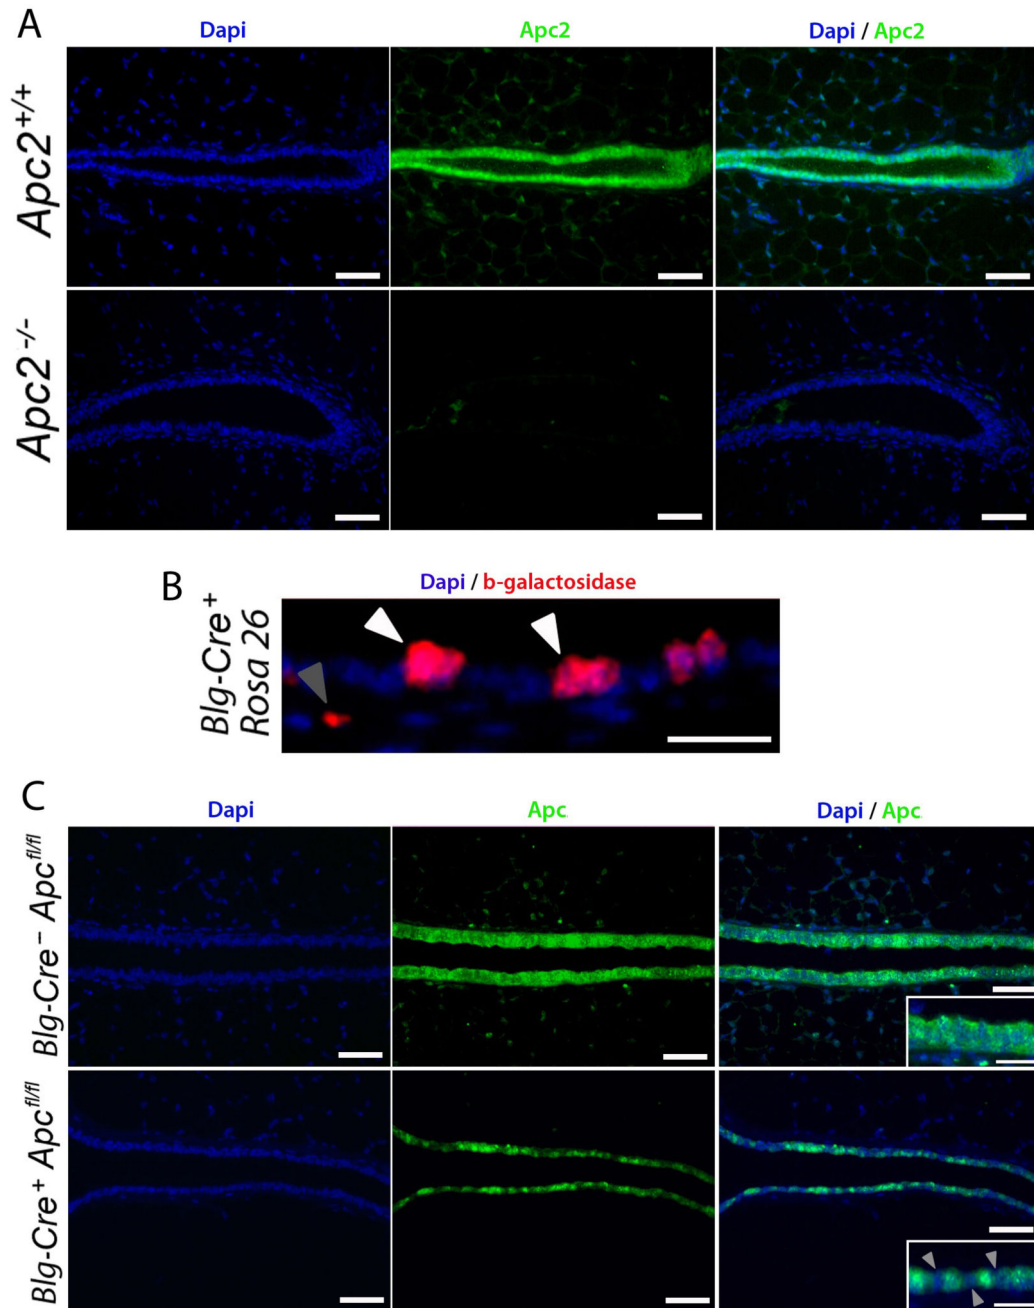 A
Dapi
Apc2
Dapi / Apc2
Apc2+/+
Apc2-/-
B
Dapi / b-galactosidase
Blg-Cre+
Rosa 26
C
Dapi
Apc
Dapi / Apc
Blg-Cre− Apcfl/fl
Blg-Cre+ Apcfl/fl